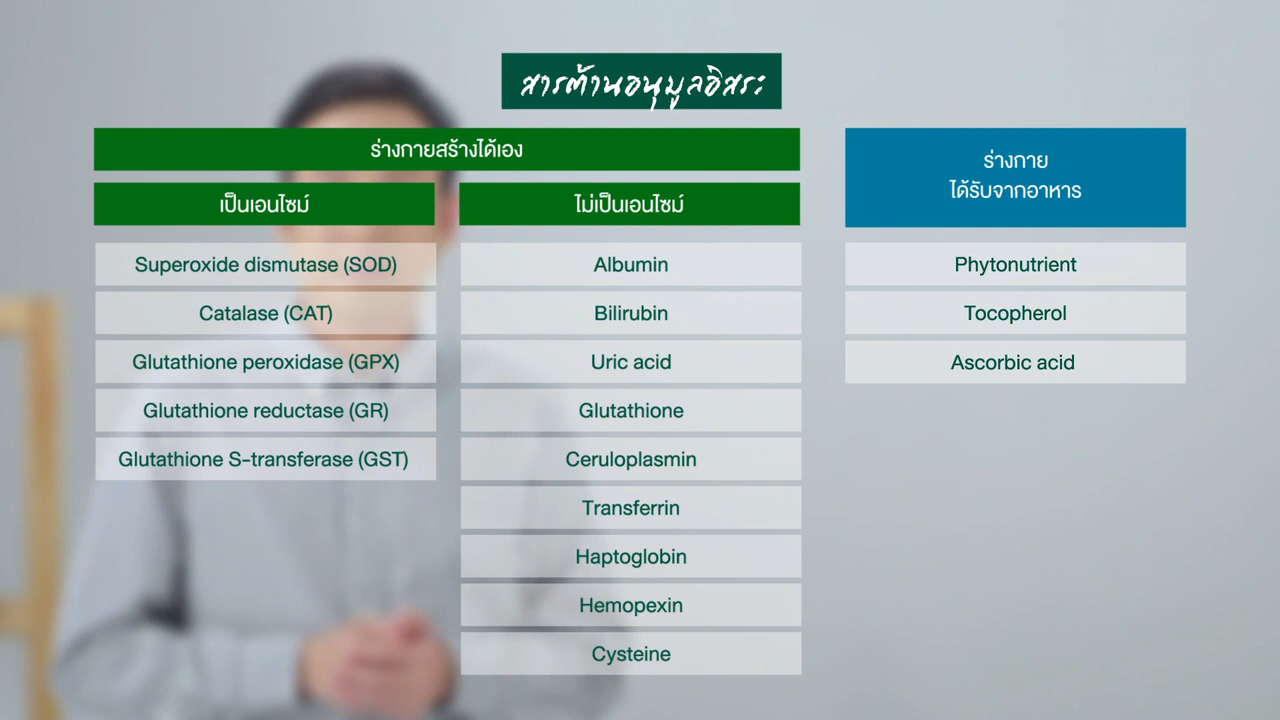 สารต้านอนุมูลอิสระ
ร่างกายสร้างได้เอง
เป็นเอนไซม์
Superoxide dismutase (SOD)
Catalase (CAT)
Glutathione peroxidase (GPX)
Glutathione reductase (GR)
Glutathione S-transferase (GST)
ไม่เป็นเอนไซม์
Albumin
Bilirubin
Uric acid
Glutathione
Ceruloplasmin
Transferrin
Haptoglobin
Hemopexin
Cysteine
ร่างกาย
ได้รับจากอาหาร
Phytonutrient
Tocopherol
Ascorbic acid